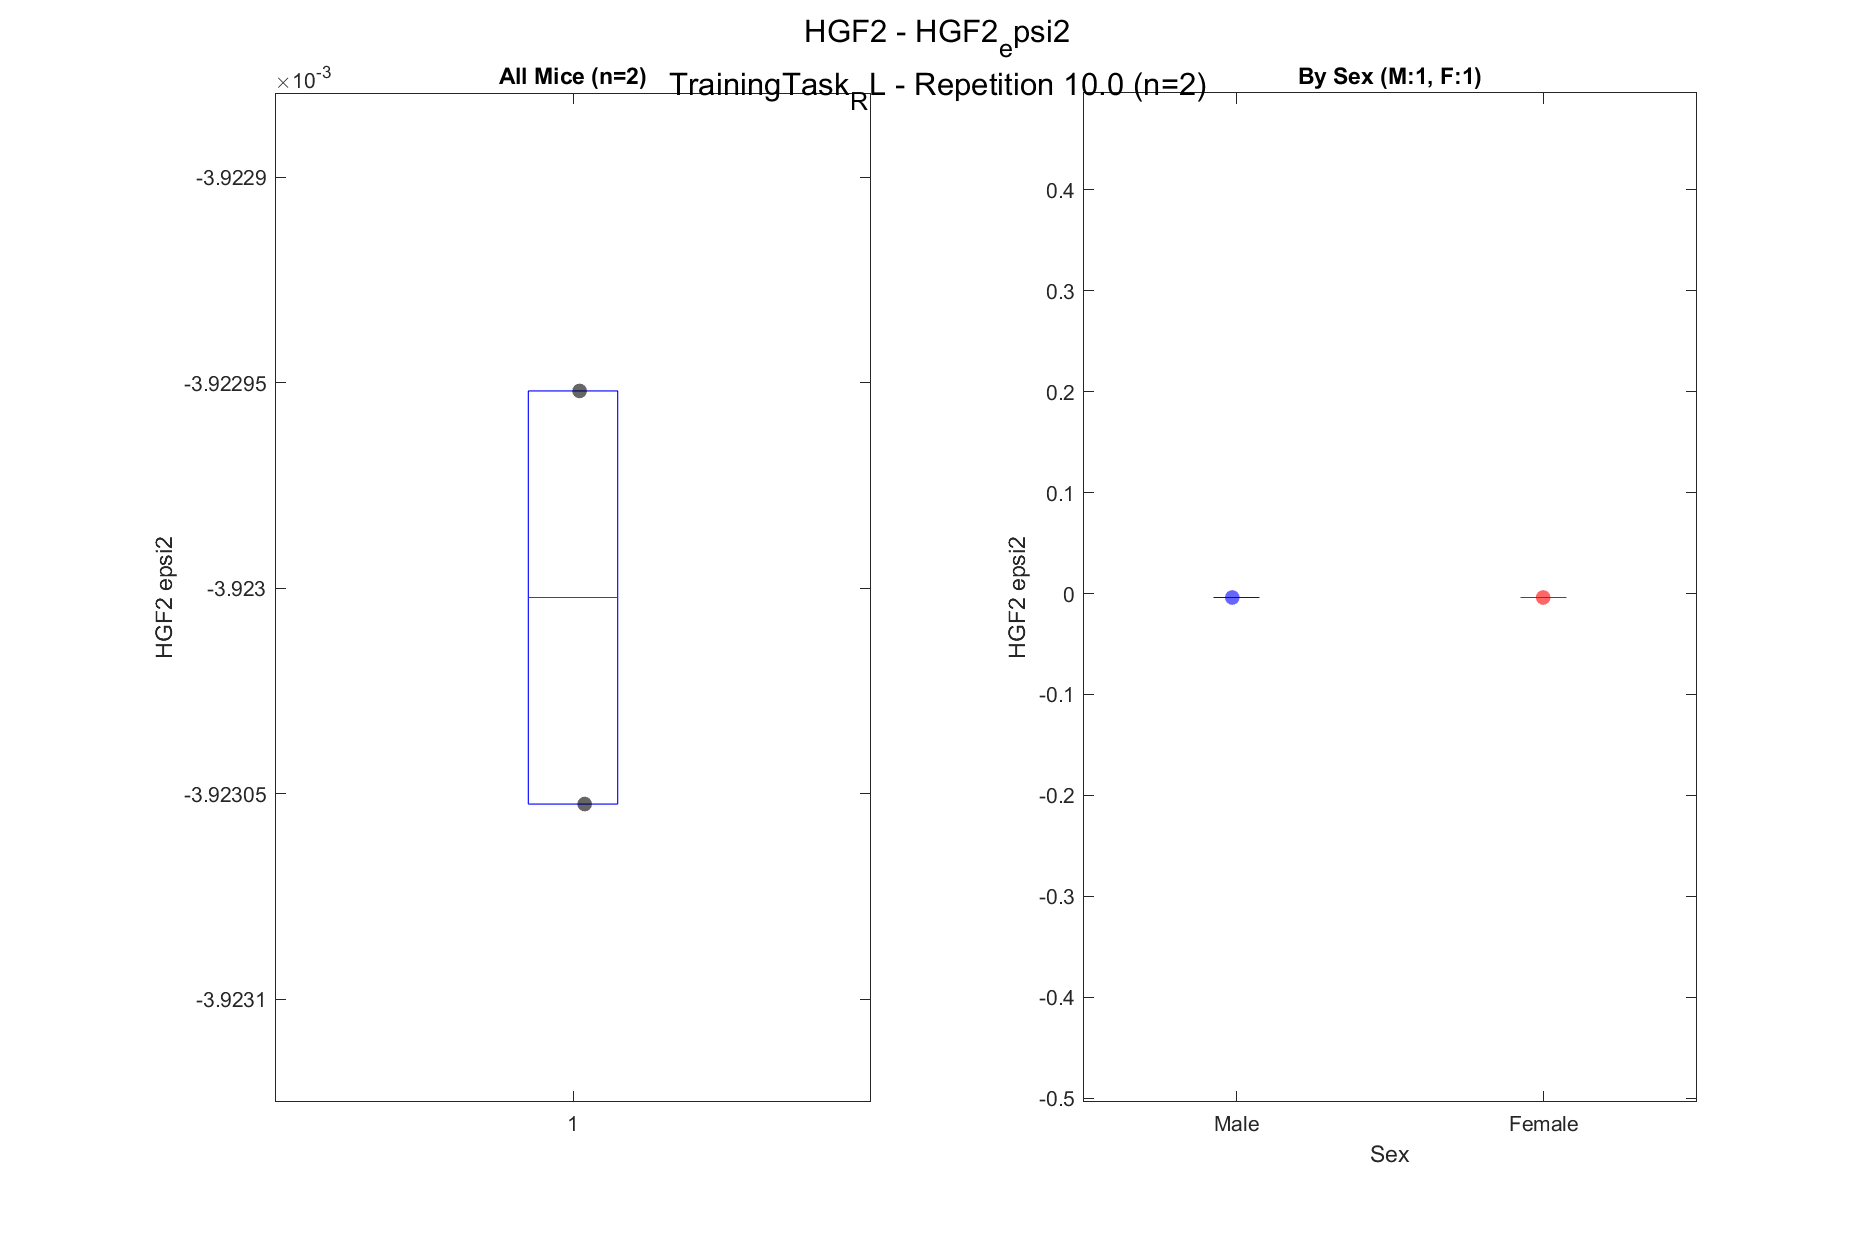 HGF2 - HGF2_epsi2
TrainingTask_RL - Repetition 10.0 (n=2)
All Mice (n=2)
×10^-3
-3.9229
-3.92295
-3.923
-3.92305
-3.9231
HGF2 epsi2
1
By Sex (M:1, F:1)
0.4
0.3
0.2
0.1
0
-0.1
-0.2
-0.3
-0.4
-0.5
HGF2 epsi2
Male Female
Sex